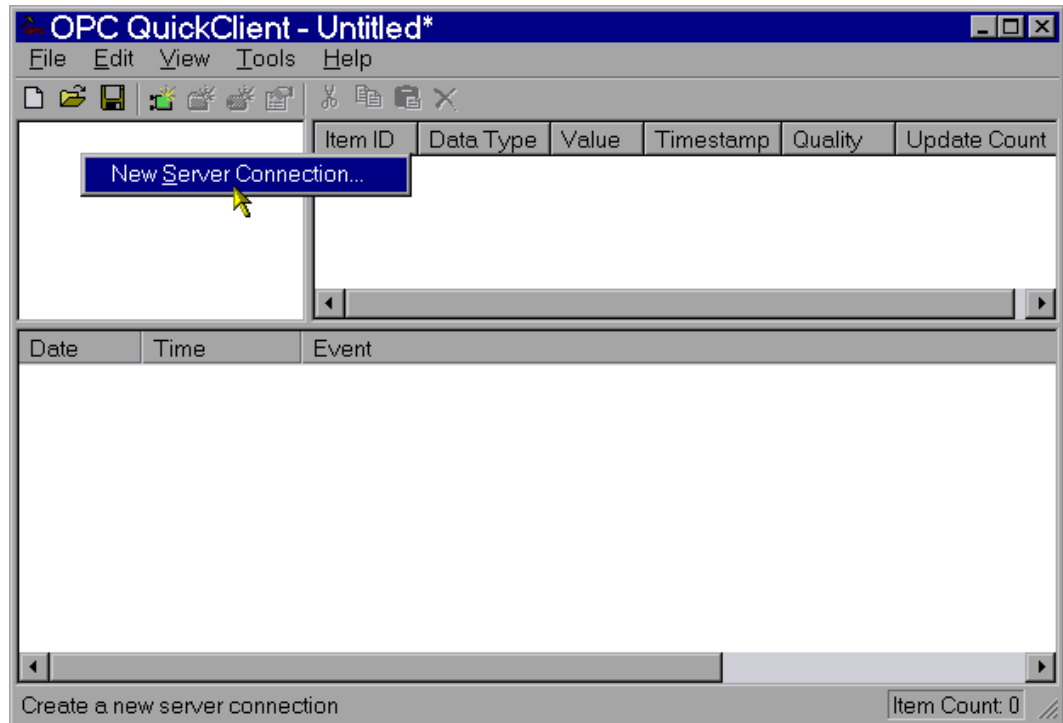 OPC QuickClient - Untitled*
File Edit View Tools Help
Item ID Data Type Value Timestamp Quality Update Count
New Server Connection...
Date Time Event
Create a new server connection Item Count: 0